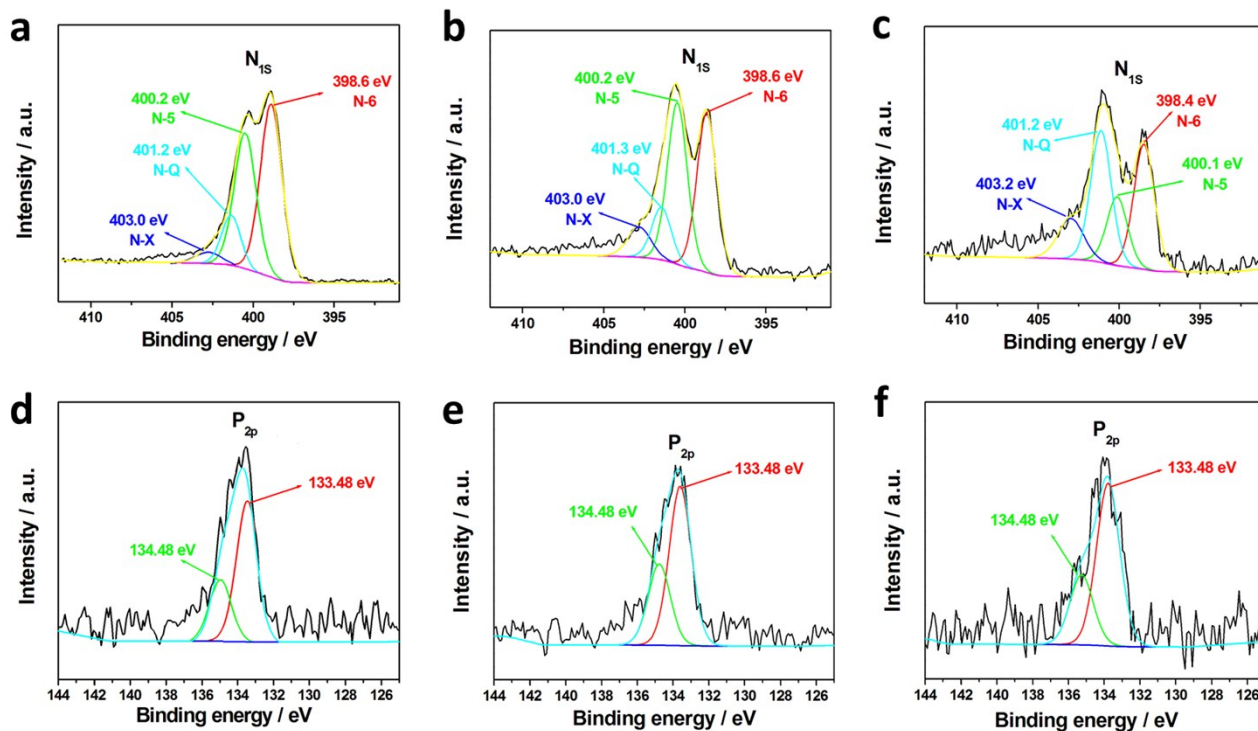 a
N1S
400.2 eV
N-5
398.6 eV
N-6
401.2 eV
N-Q
403.0 eV
N-X
Intensity / a.u.
410 405 400 395
Binding energy / eV
b
N1S
400.2 eV
N-5
398.6 eV
N-6
401.3 eV
N-Q
403.0 eV
N-X
Intensity / a.u.
410 405 400 395
Binding energy / eV
c
N1S
401.2 eV
N-Q
398.4 eV
N-6
403.2 eV
N-X
400.1 eV
N-5
Intensity / a.u.
410 405 400 395
Binding energy / eV
d
P2p
133.48 eV
134.48 eV
Intensity / a.u.
144 142 140 138 136 134 132 130 128 126
Binding energy / eV
e
P2p
133.48 eV
134.48 eV
Intensity / a.u.
144 142 140 138 136 134 132 130 128 126
Binding energy / eV
f
P2p
133.48 eV
134.48 eV
Intensity / a.u.
144 142 140 138 136 134 132 130 128 126
Binding energy / eV